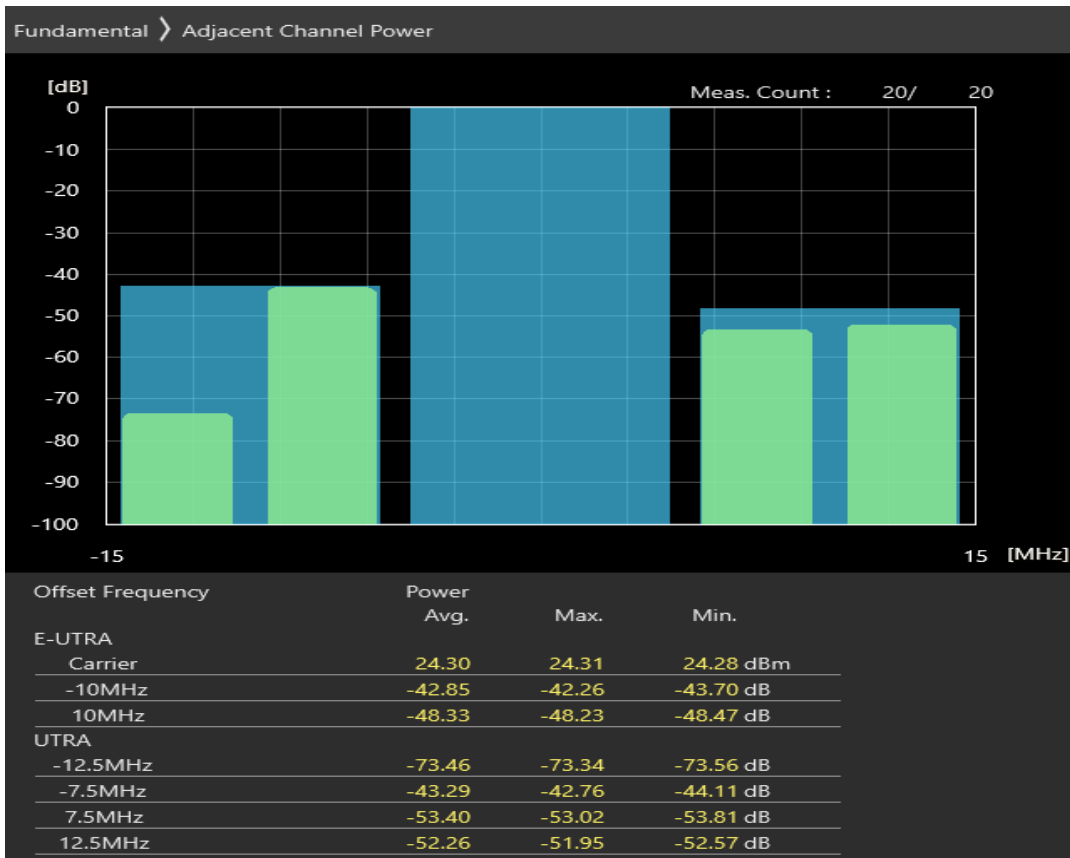 Fundamental 〉 Adjacent Channel Power
[dB]
Meas. Count : 20/ 20
0
-10
-20
-30
-40
-50
-60
-70
-80
-90
-100
-15 15 [MHz]
Offset Frequency Power
Avg. Max. Min.
E-UTRA
Carrier 24.30 24.31 24.28 dBm
-10MHz -42.85 -42.26 -43.70 dB
10MHz -48.33 -48.23 -48.47 dB
UTRA
-12.5MHz -73.46 -73.34 -73.56 dB
-7.5MHz -43.29 -42.76 -44.11 dB
7.5MHz -53.40 -53.02 -53.81 dB
12.5MHz -52.26 -51.95 -52.57 dB